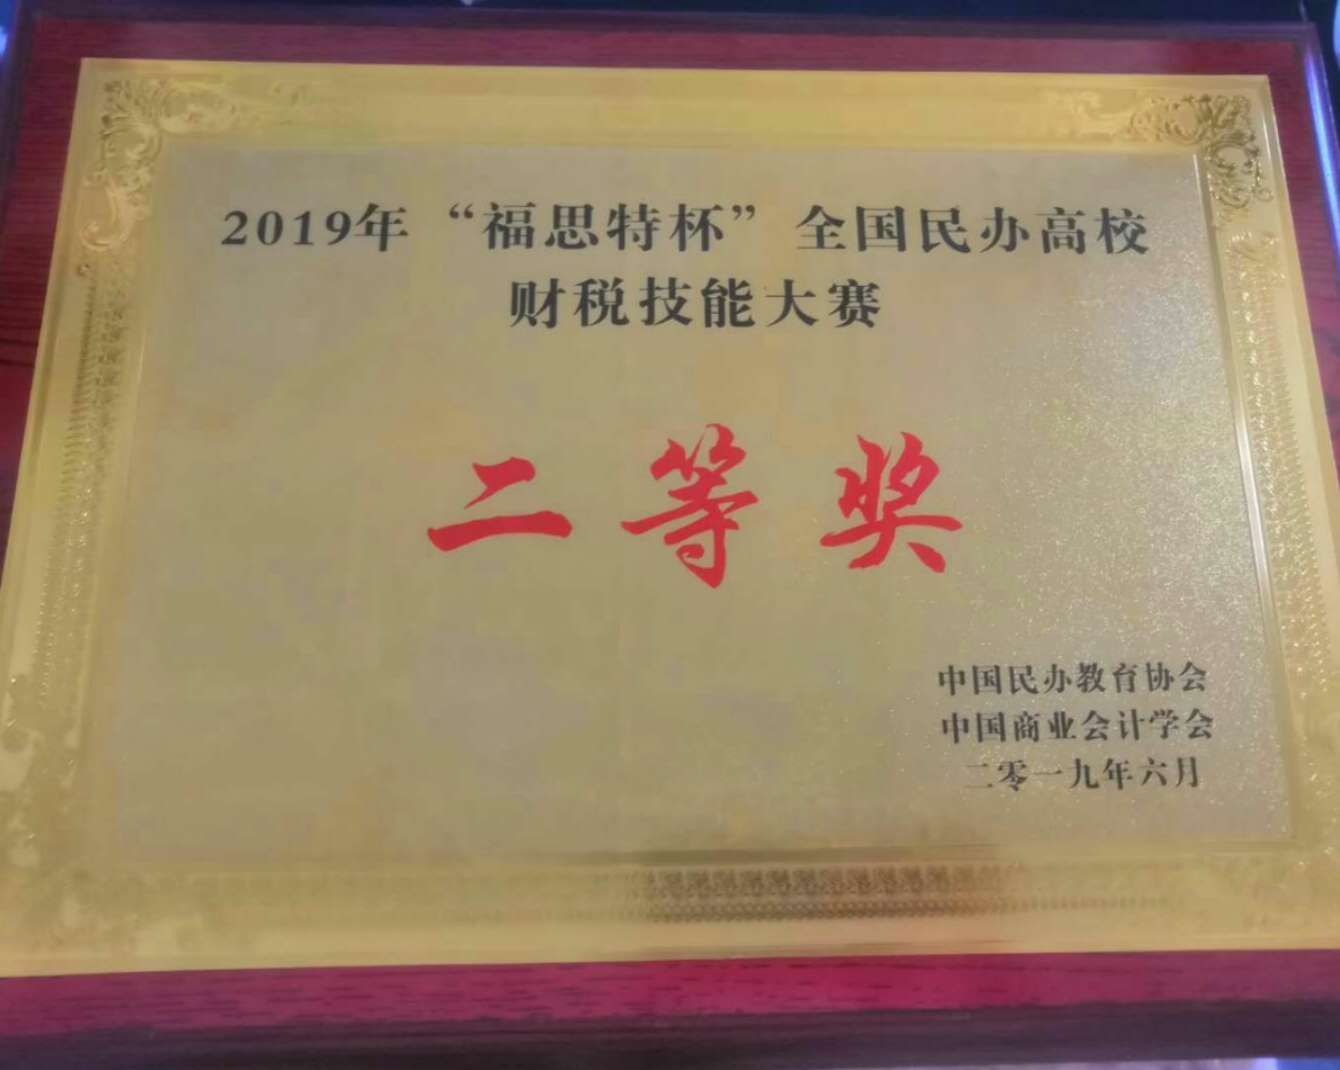 2019年“福思特杯”全国民办高校
财税技能大赛
二等奖
中国民办教育协会
中国商业会计学会
二零一九年六月